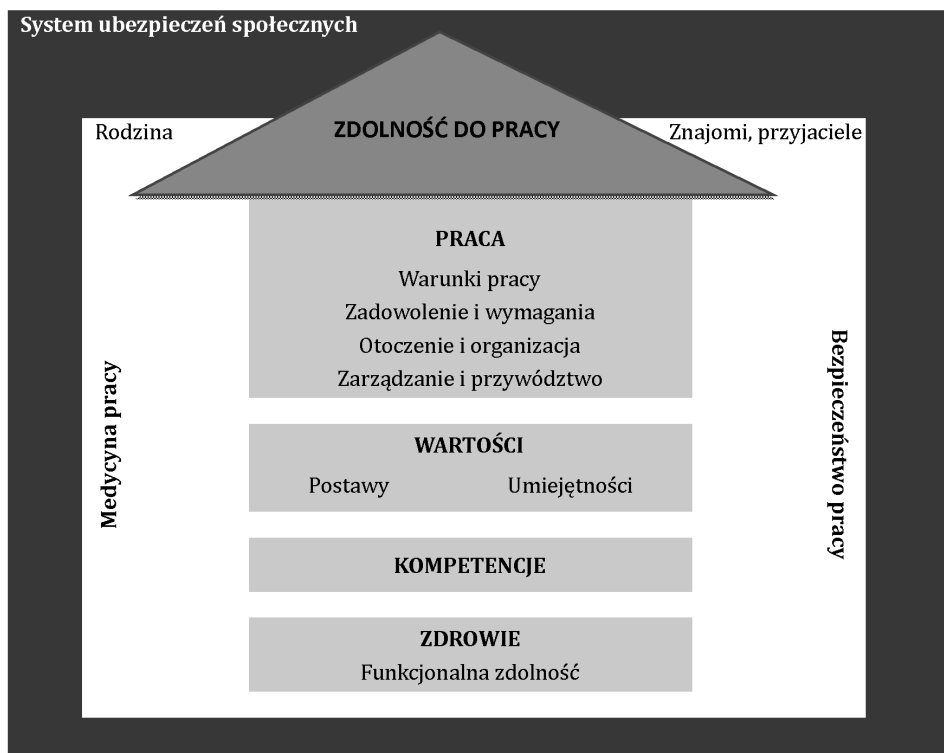 System ubezpieczeń społecznych
Rodzina
ZDOLNOŚĆ DO PRACY
Znajomi, przyjaciele
PRACA
Warunki pracy
Zadowolenie i wymagania
Otoczenie i organizacja
Zarządzanie i przywództwo
Medycyna pracy
Bezpieczeństwo pracy
WARTOŚCI
Postawy Umiejętności
KOMPETENCJE
ZDROWIE
Funkcjonalna zdolność